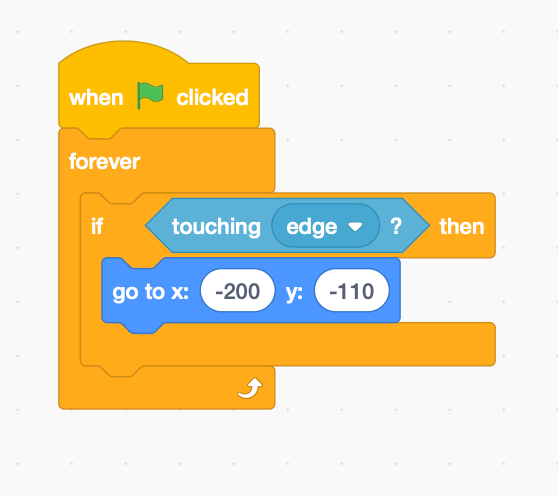 when clicked
forever
if touching edge ? then
go to x: -200 y: -110